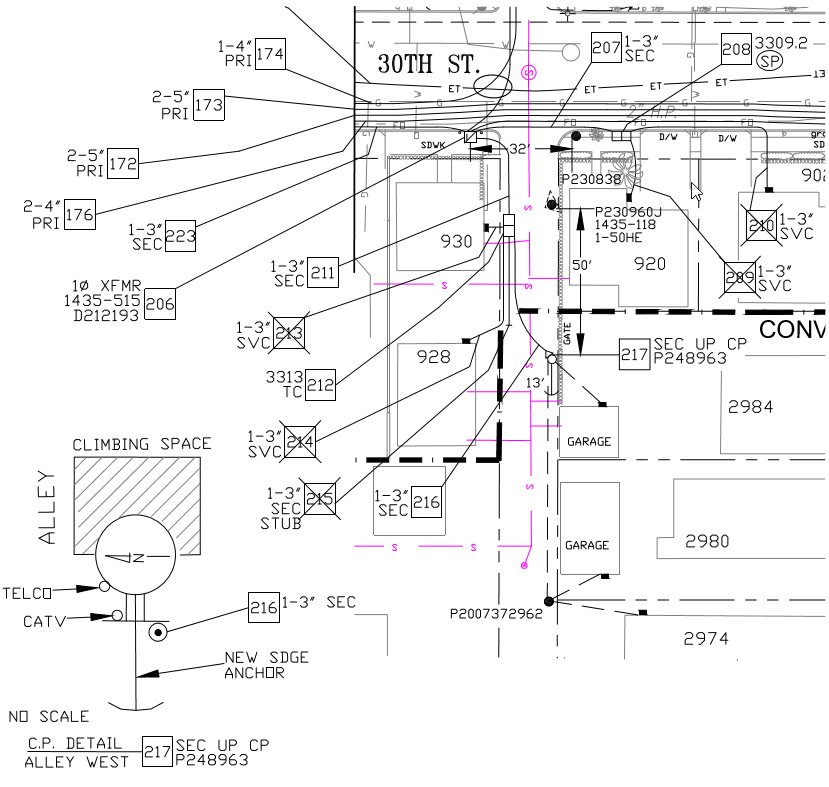 30TH ST.
1-4" PRI 174
2-5" PRI 173
2-5" PRI 172
2-4" PRI 176
1-3" SEC 223
1Ø XFMR
1435-515 206
D212193
1-3" SEC 211
1-3" SVC 213
3313 TC 212
1-3" SVC 214
1-3" SEC STUB 215
1-3" SEC 216
207 1-3" SEC
208 3309.2
SP
ET
ET
ET
ET
2" H.P.
SDWK
32'
D/W
D/W
P230838
P230960J
1435-118
1-50HE
50'
210 1-3" SVC
209 1-3" SVC
930
920
928
GATE
CONV
217 SEC UP CP
P248963
13'
2984
GARAGE
2980
GARAGE
P2007372962
2974
CLIMBING SPACE
ALLEY
N
TELCO
CATV
216 1-3" SEC
NEW SDGE
ANCHOR
NO SCALE
C.P. DETAIL
ALLEY WEST
217 SEC UP CP
P248963